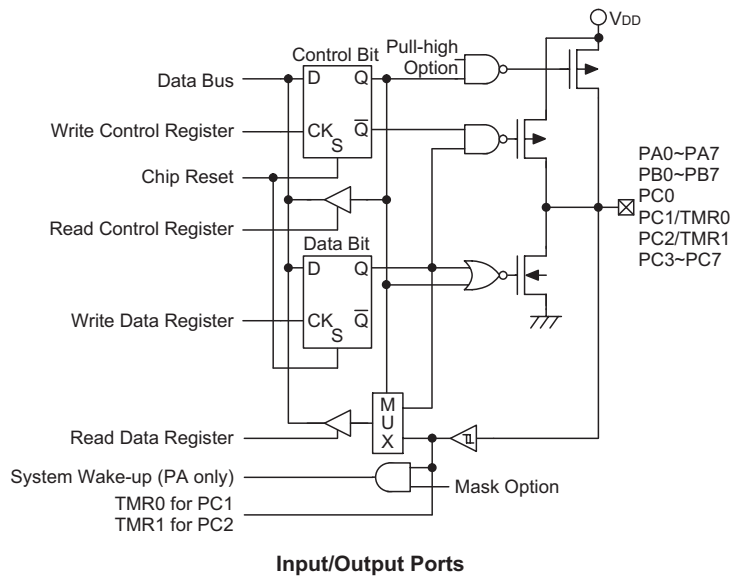 VDD
Control Bit
Pull-high
Option
Data Bus
D Q
Write Control Register
CK Q
S
Chip Reset
Read Control Register
Data Bit
D Q
Write Data Register
CK Q
S
PA0~PA7
PB0~PB7
PC0
PC1/TMR0
PC2/TMR1
PC3~PC7
M
U
X
Read Data Register
System Wake-up (PA only)
Mask Option
TMR0 for PC1
TMR1 for PC2
Input/Output Ports